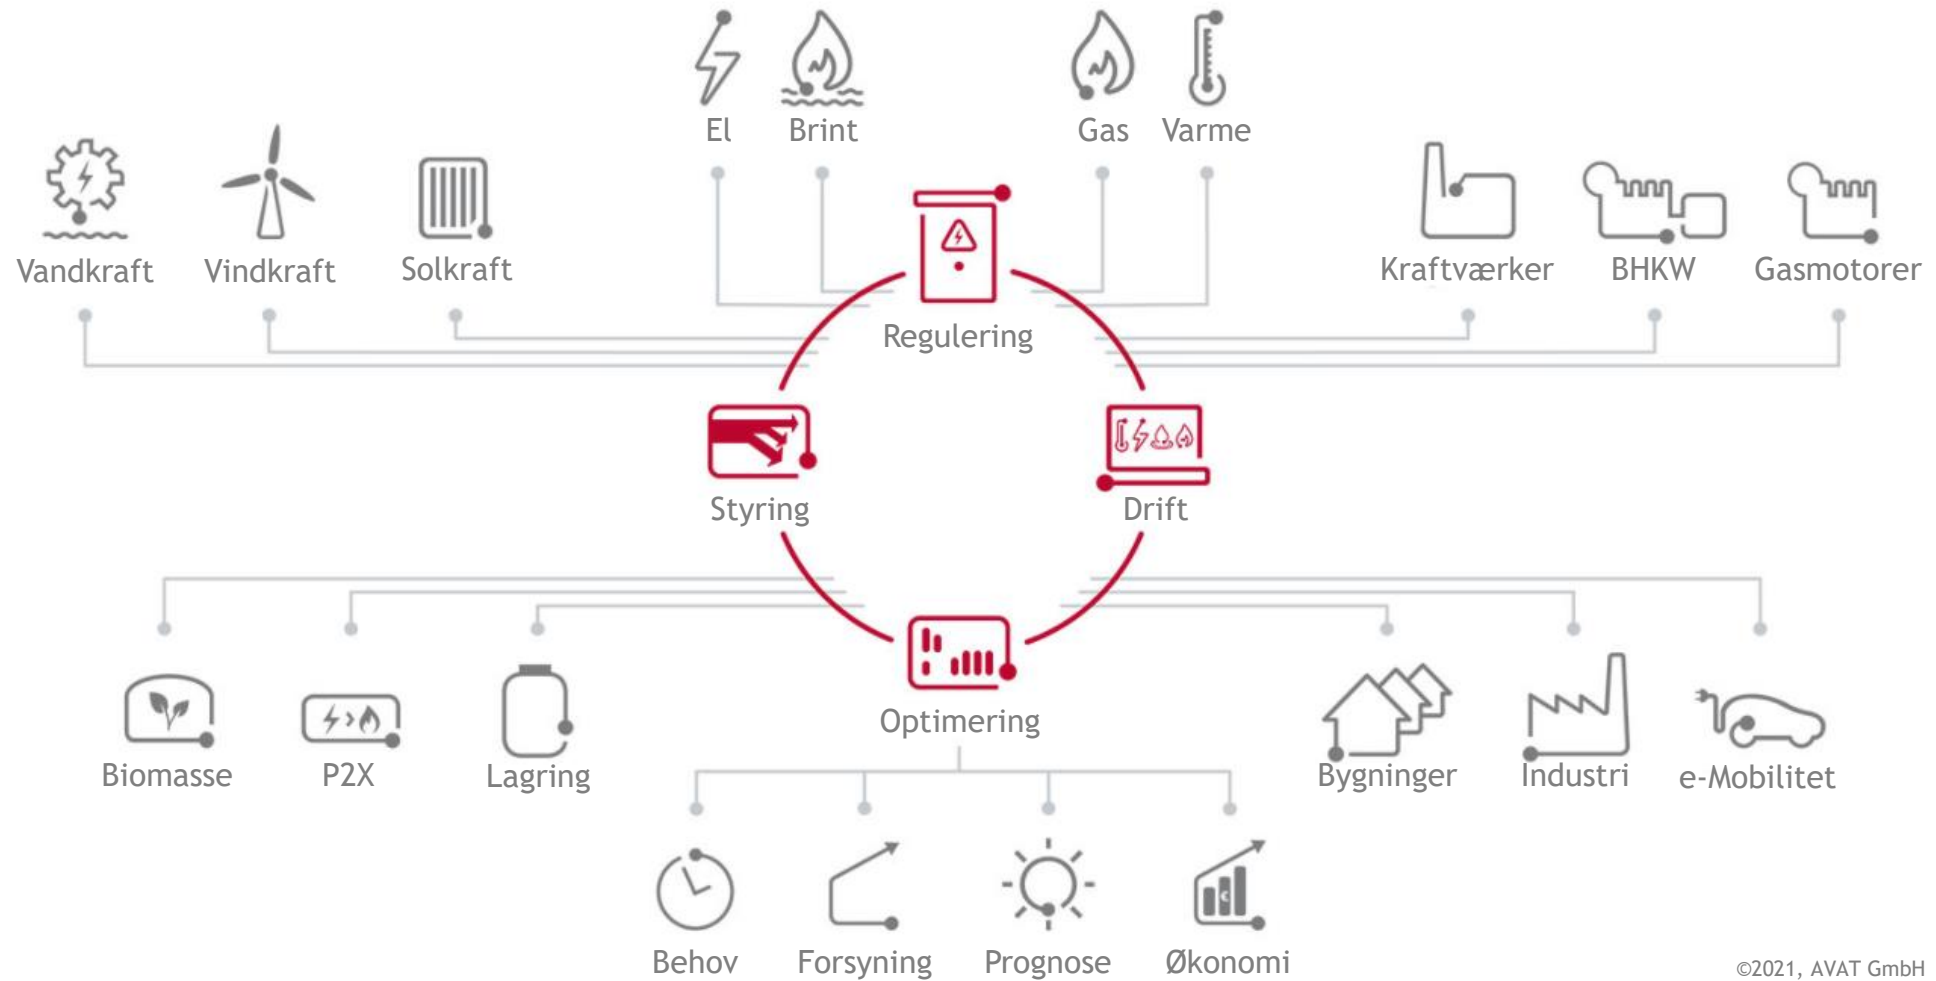 El
Brint
Gas
Varme
Vandkraft
Vindkraft
Solkraft
Kraftværker
BHKW
Gasmotorer
Regulering
Styring
Drift
Optimering
Biomasse
P2X
Lagring
Bygninger
Industri
e-Mobilitet
Behov
Forsyning
Prognose
Økonomi
©2021, AVAT GmbH